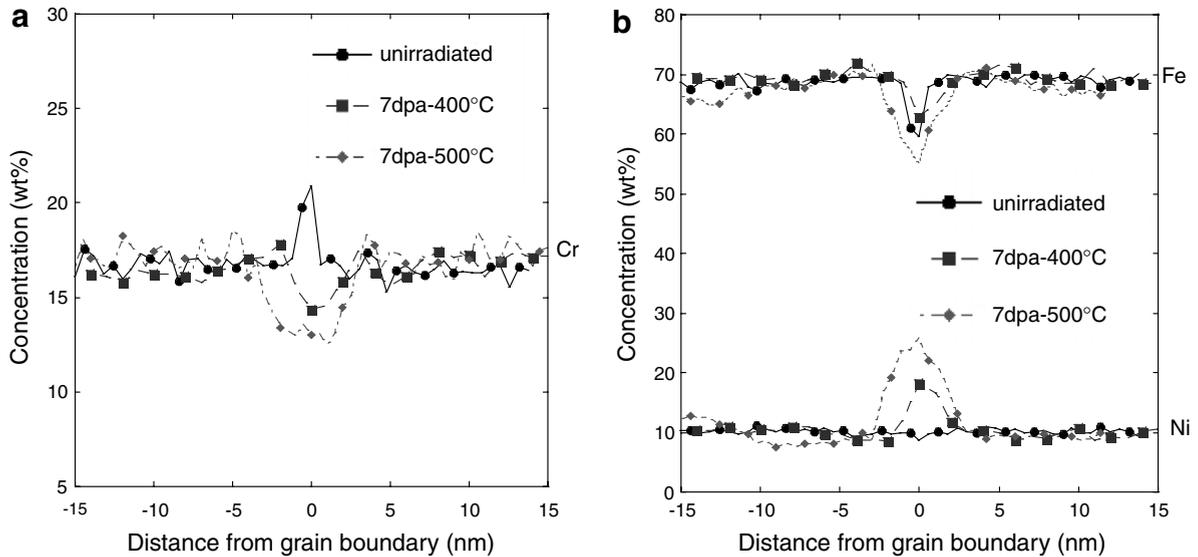 a
30
25
20
15
10
5
Concentration (wt%)
unirradiated
7dpa-400°C
7dpa-500°C
Cr
-15 -10 -5 0 5 10 15
Distance from grain boundary (nm)
b
80
70
60
50
40
30
20
10
0
Concentration (wt%)
Fe
unirradiated
7dpa-400°C
7dpa-500°C
Ni
-15 -10 -5 0 5 10 15
Distance from grain boundary (nm)